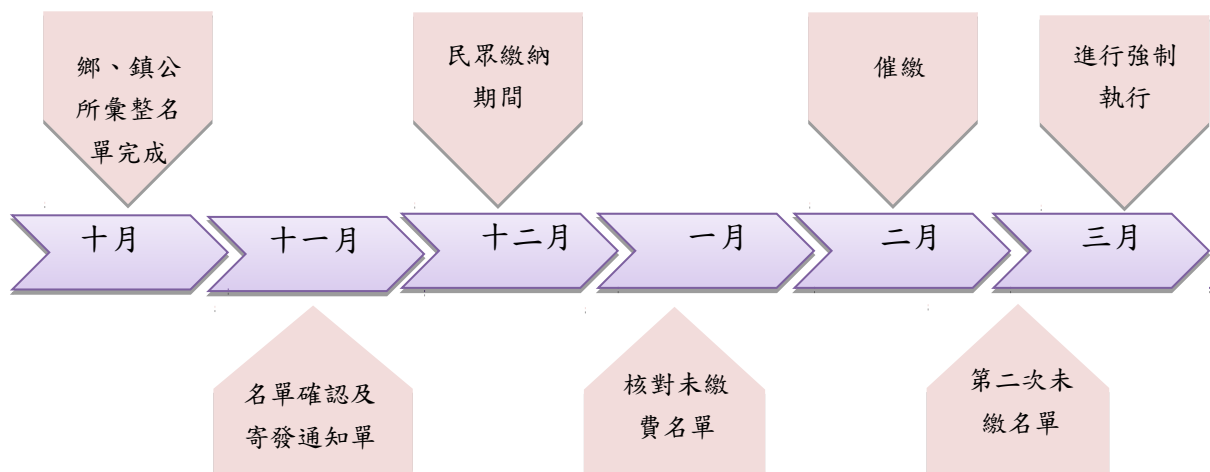 鄉、鎮公
所彙整名
單完成
民眾繳納
期間
催繳
進行強制
執行
十月
十一月
十二月
一月
二月
三月
名單確認及
寄發通知單
核對未繳
費名單
第二次未
繳名單